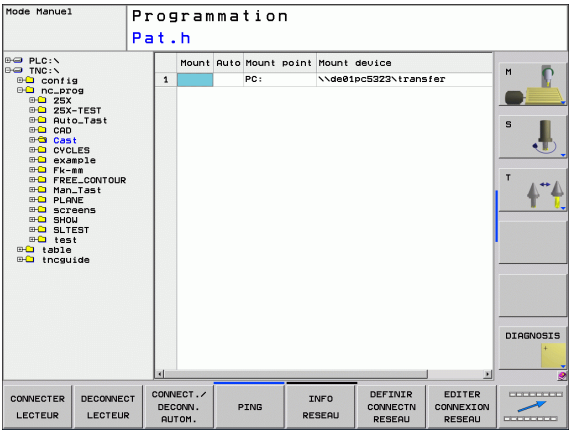 Mode Manuel
Programmation
Pat.h
PLC:\
TNC:\
config
nc_prog
25X
25X-TEST
Auto_Tast
CAD
Cast
CYCLES
example
Fk-mm
FREE_CONTOUR
Man_Tast
PLANE
screens
SHOW
SLTEST
test
table
tncguide
Mount Auto Mount point Mount device
1 PC: \\de01pc5323\transfer
M
S
T
DIAGNOSIS
CONNECTER LECTEUR
DECONNECT LECTEUR
CONNECT./ DECONN. AUTOM.
PING
INFO RESEAU
DEFINIR CONNECTN RESEAU
EDITER CONNEXION RESEAU